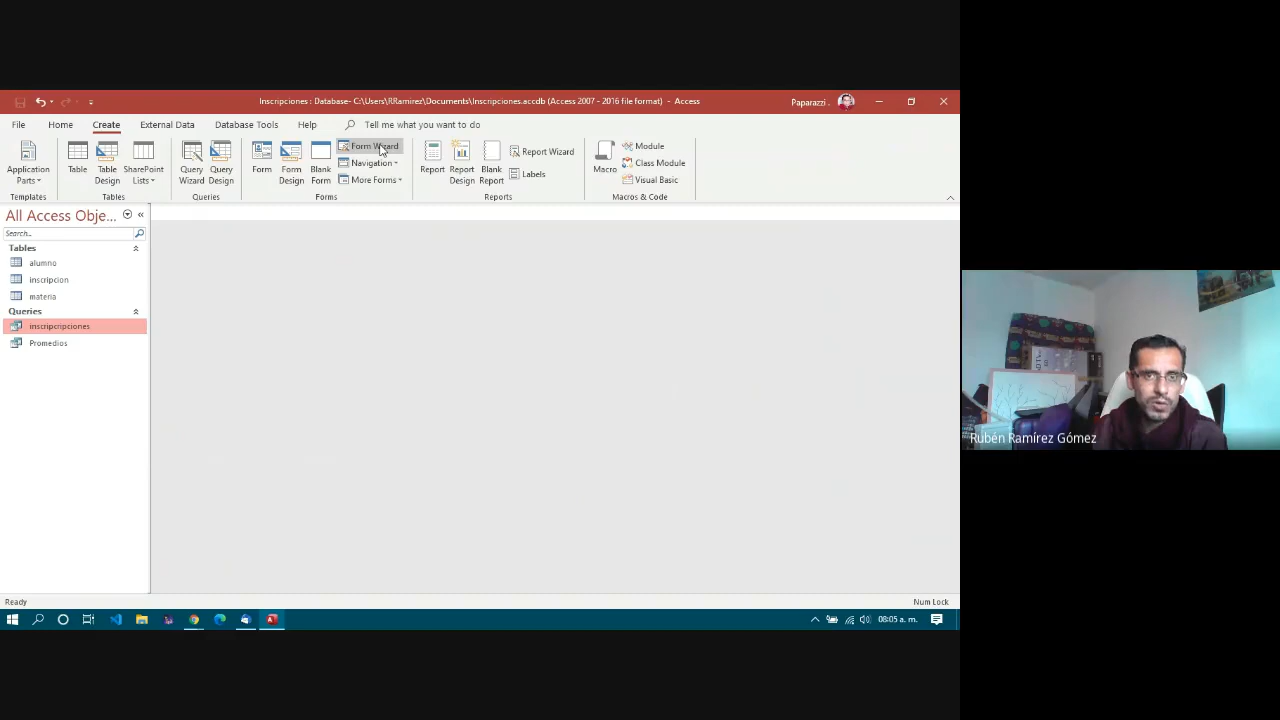 Inscripciones : Database- C:\Users\RRamirez\Documents\Inscripciones.accdb (Access 2007 - 2016 file format) - Access
Paparazzi .
File
Home
Create
External Data
Database Tools
Help
Tell me what you want to do
Application
Parts
Templates
Table
Table
Design
SharePoint
Lists
Tables
Query
Wizard
Query
Design
Queries
Form
Form
Design
Blank
Form
Form Wizard
Navigation
More Forms
Forms
Report
Report
Design
Blank
Report
Report Wizard
Labels
Reports
Macro
Module
Class Module
Visual Basic
Macros & Code
All Access Obje...
Search...
Tables
alumno
inscripcion
materia
Queries
inscripcripciones
Promedios
Rubén Ramírez Gómez
Ready
Num Lock
08:05 a. m.